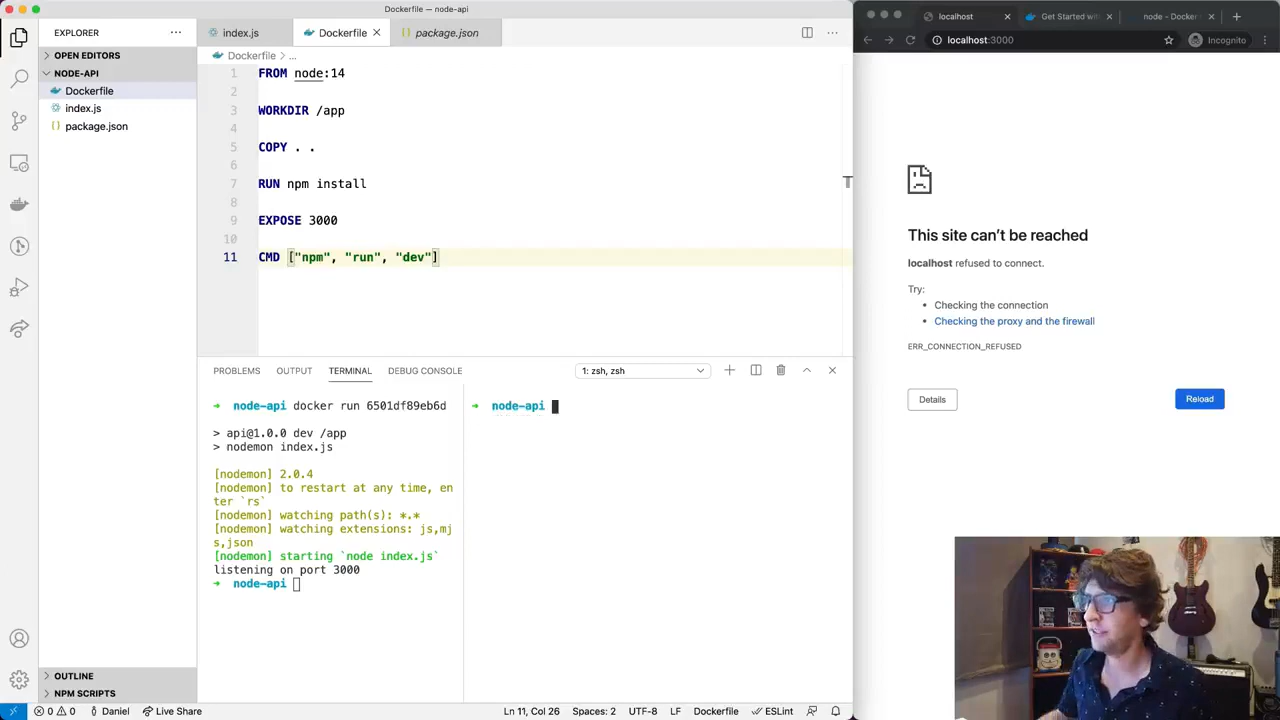 Dockerfile — node-api
EXPLORER
OPEN EDITORS
NODE-API
Dockerfile
index.js
package.json
OUTLINE
NPM SCRIPTS
index.js
Dockerfile
package.json
Dockerfile > ...
1 FROM node:14
2
3 WORKDIR /app
4
5 COPY . .
6
7 RUN npm install
8
9 EXPOSE 3000
10
11 CMD ["npm", "run", "dev"]
PROBLEMS OUTPUT TERMINAL DEBUG CONSOLE
1: zsh, zsh
→ node-api docker run 6501df89eb6d
> api@1.0.0 dev /app
> nodemon index.js
[nodemon] 2.0.4
[nodemon] to restart at any time, en
ter `rs`
[nodemon] watching path(s): *.*
[nodemon] watching extensions: js,mj
s,json
[nodemon] starting `node index.js`
listening on port 3000
→ node-api
→ node-api
0 0 Daniel Live Share
Ln 11, Col 26 Spaces: 2 UTF-8 LF Dockerfile ESLint
localhost
Get Started with
node - Docker
localhost:3000
Incognito
This site can’t be reached
localhost refused to connect.
Try:
• Checking the connection
• Checking the proxy and the firewall
ERR_CONNECTION_REFUSED
Details
Reload